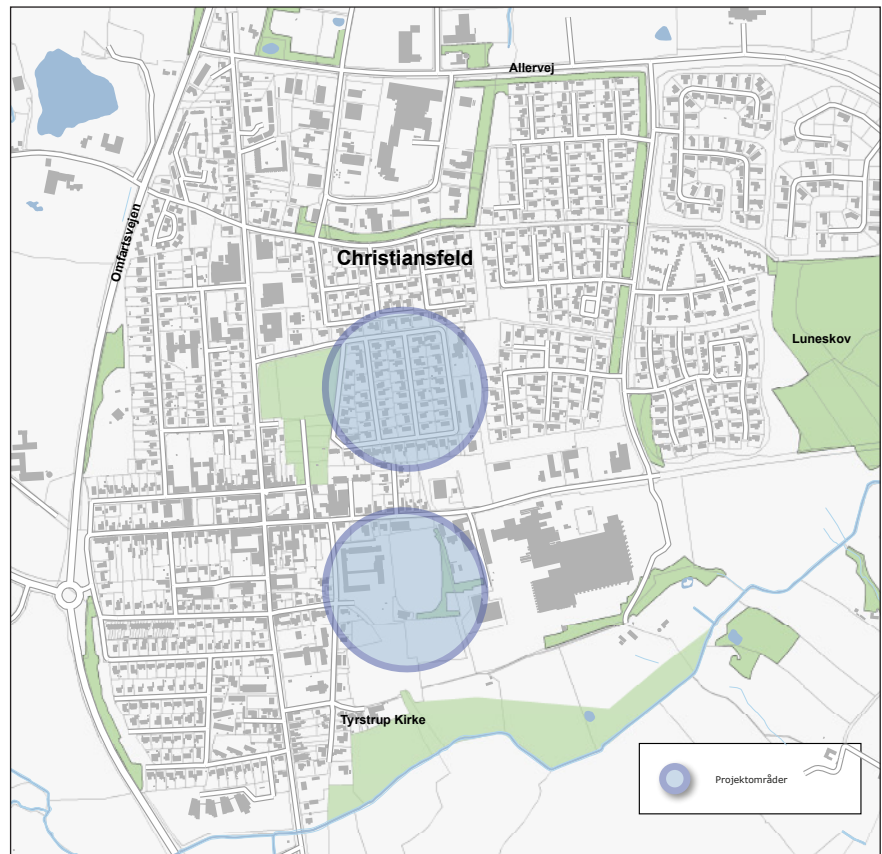 Allervej
Omfartsvejen
Christiansfeld
Luneskov
Tyrstrup Kirke
Projektområder